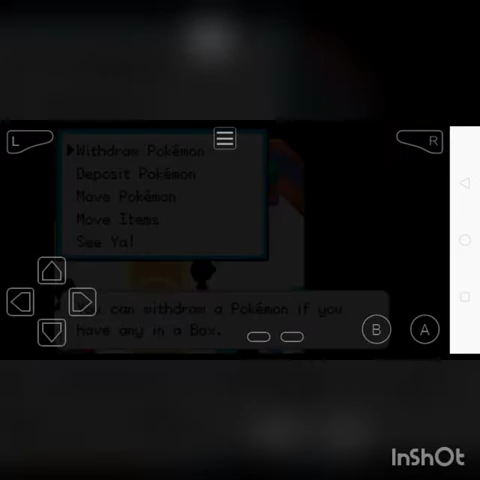 L
R
Withdraw Pokémon
Deposit Pokémon
Move Pokémon
Move Items
See Ya!
can withdraw a Pokémon if you
have any in a Box.
B
A
InShOt